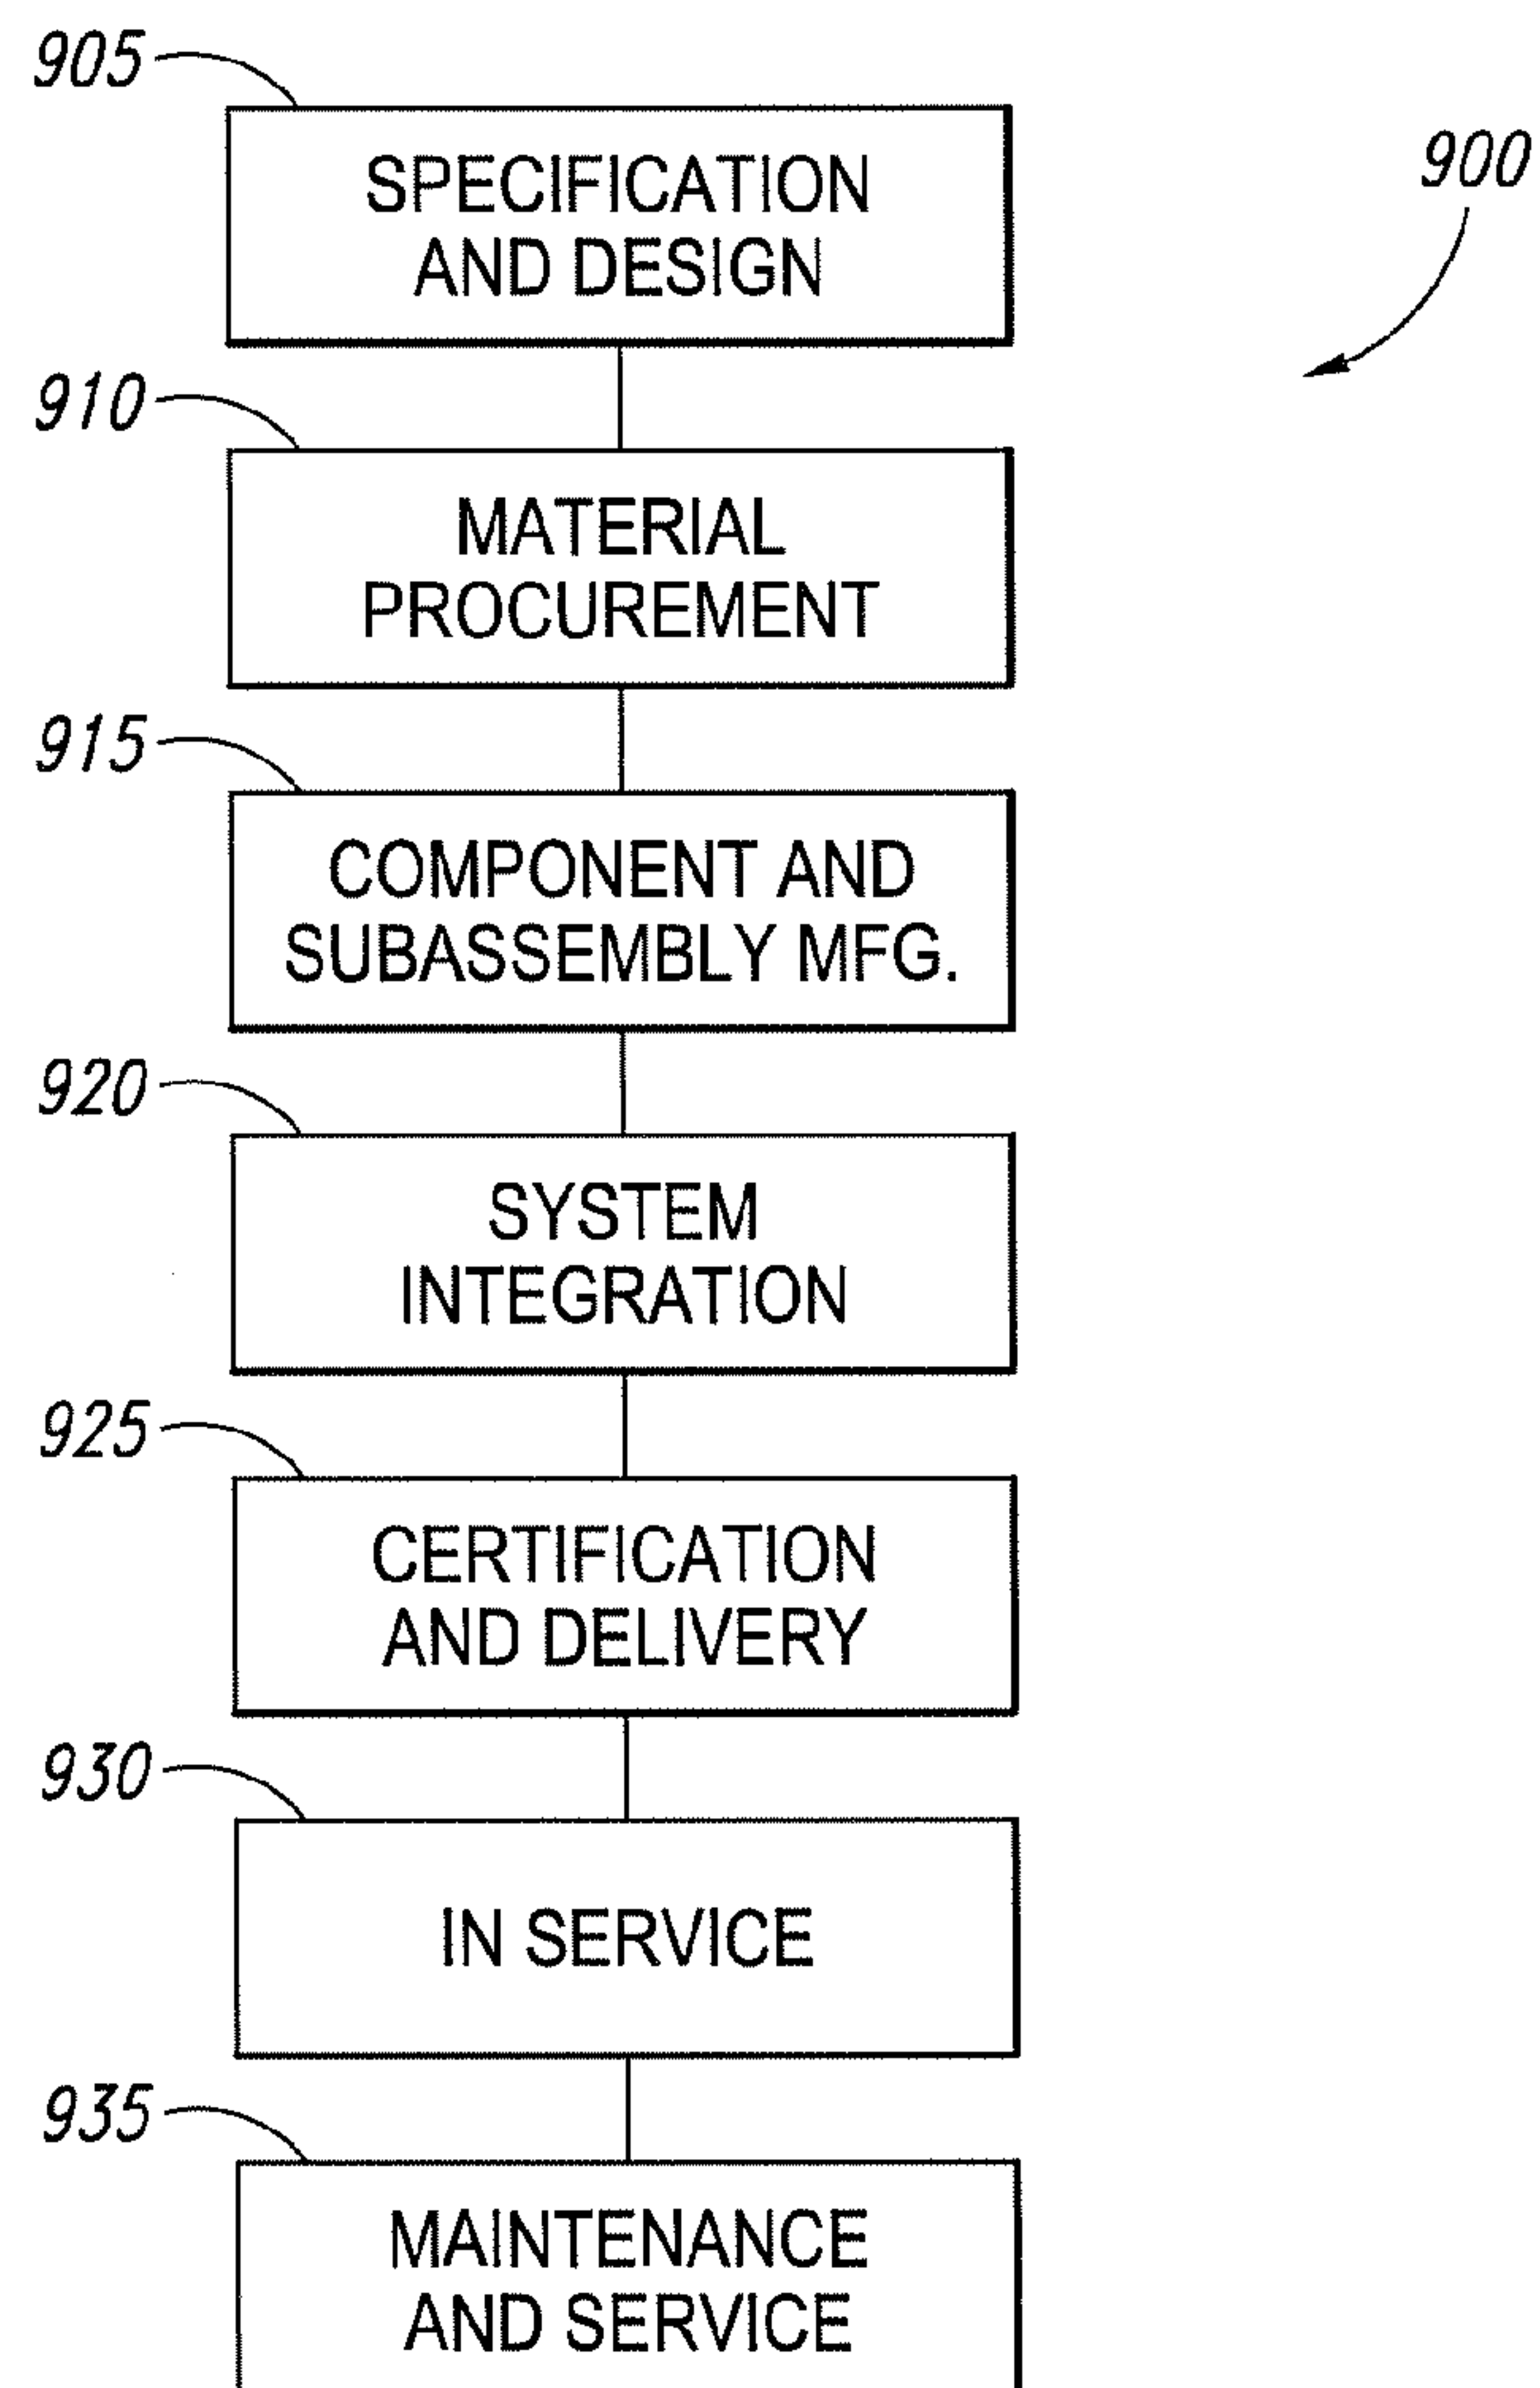 905
SPECIFICATION
AND DESIGN
900
910
MATERIAL
PROCUREMENT
915
COMPONENT AND
SUBASSEMBLY MFG.
920
SYSTEM
INTEGRATION
925
CERTIFICATION
AND DELIVERY
930
IN SERVICE
935
MAINTENANCE
AND SERVICE